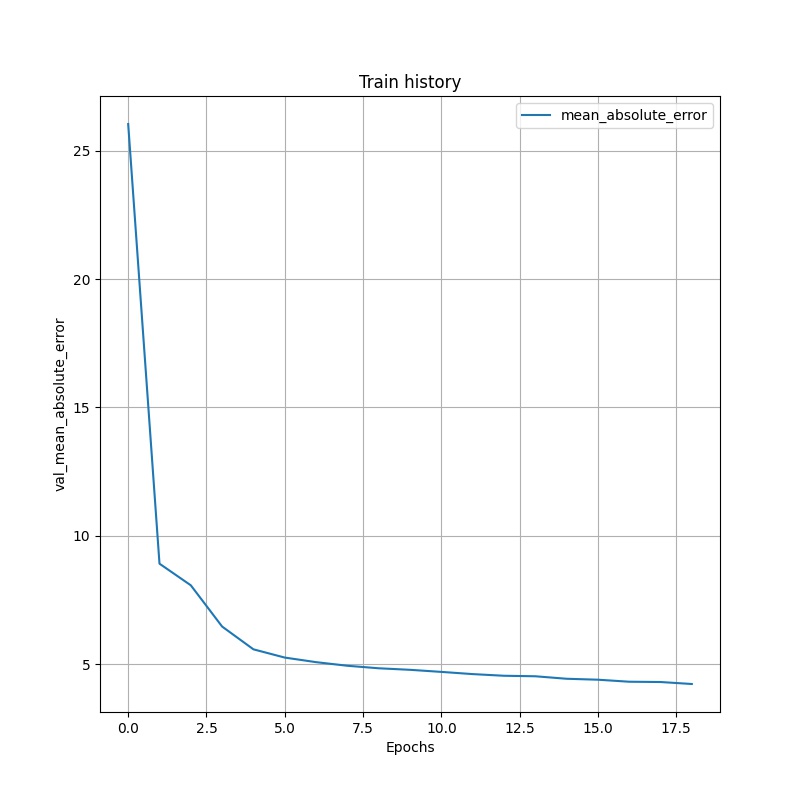 Train history
mean_absolute_error
val_mean_absolute_error
25
20
15
10
5
0.0 2.5 5.0 7.5 10.0 12.5 15.0 17.5
Epochs